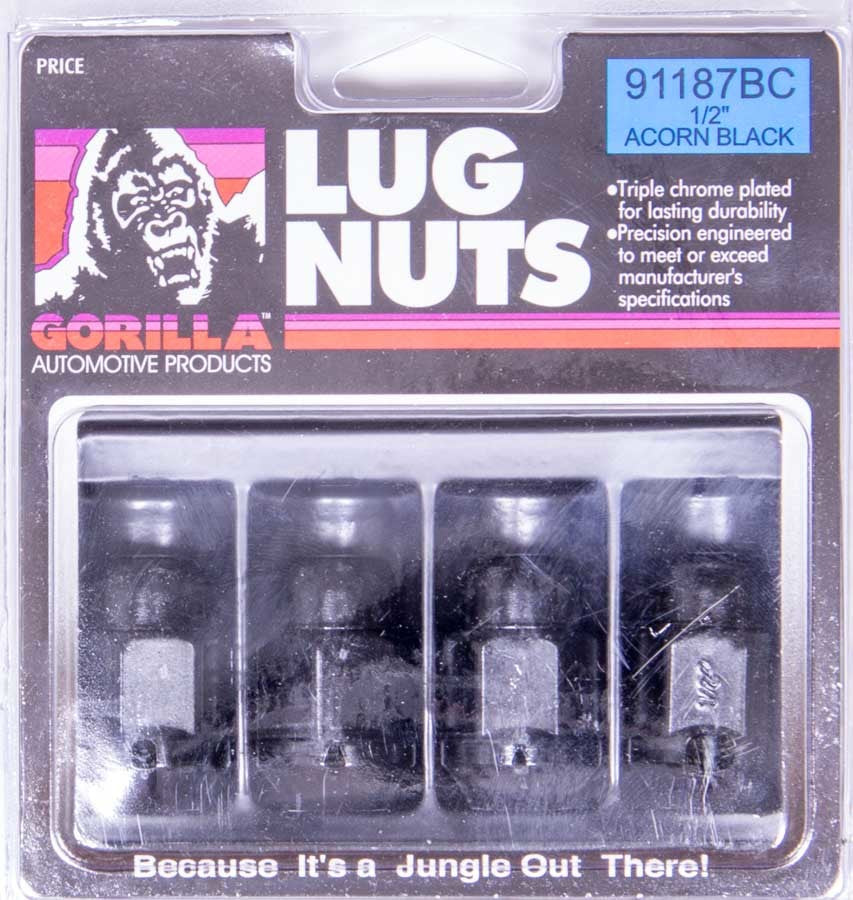 PRICE
91187BC
1/2"
ACORN BLACK
LUG
NUTS
•Triple chrome plated
for lasting durability
•Precision engineered
to meet or exceed
manufacturer's
specifications
GORILLA™
AUTOMOTIVE PRODUCTS
Because It's a Jungle Out There!